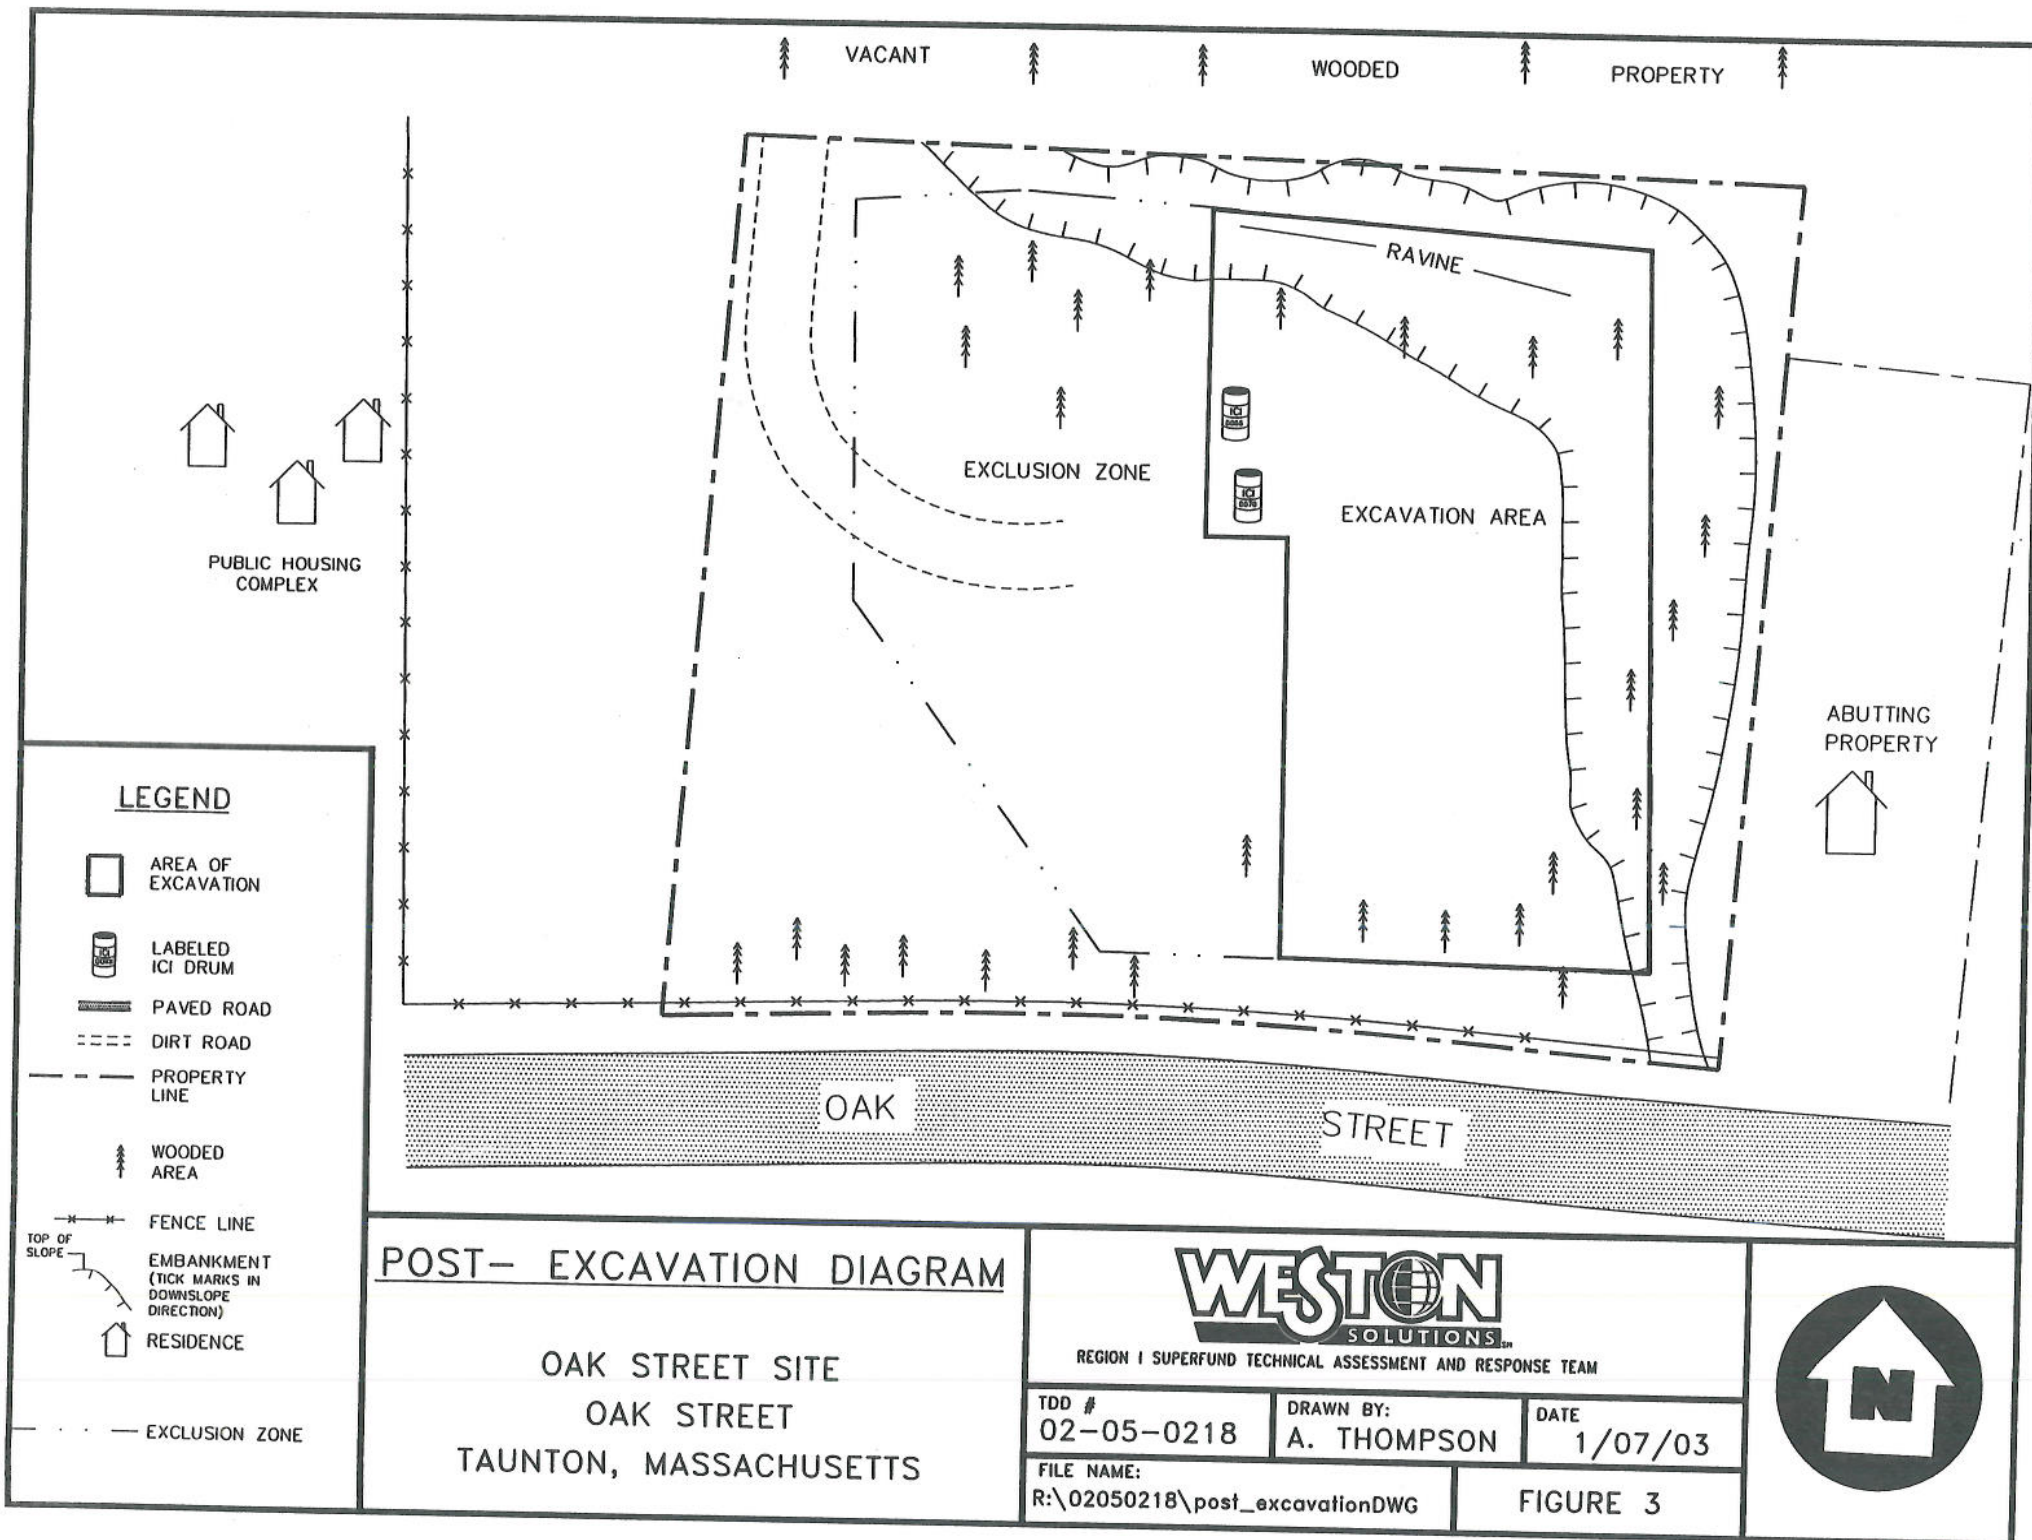 VACANT WOODED PROPERTY
RAVINE
EXCLUSION ZONE
ICI
ICI
EXCAVATION AREA
PUBLIC HOUSING
COMPLEX
ABUTTING
PROPERTY
OAK STREET
LEGEND
AREA OF
EXCAVATION
ICI
LABELED
ICI DRUM
PAVED ROAD
DIRT ROAD
PROPERTY
LINE
WOODED
AREA
FENCE LINE
TOP OF
SLOPE
EMBANKMENT
(TICK MARKS IN
DOWNSLOPE
DIRECTION)
RESIDENCE
EXCLUSION ZONE
POST- EXCAVATION DIAGRAM
OAK STREET SITE
OAK STREET
TAUNTON, MASSACHUSETTS
WESTON
SOLUTIONS
REGION I SUPERFUND TECHNICAL ASSESSMENT AND RESPONSE TEAM
TDD #
02-05-0218
DRAWN BY:
A. THOMPSON
DATE
1/07/03
FILE NAME:
R:\02050218\post_excavationDWG
FIGURE 3
N